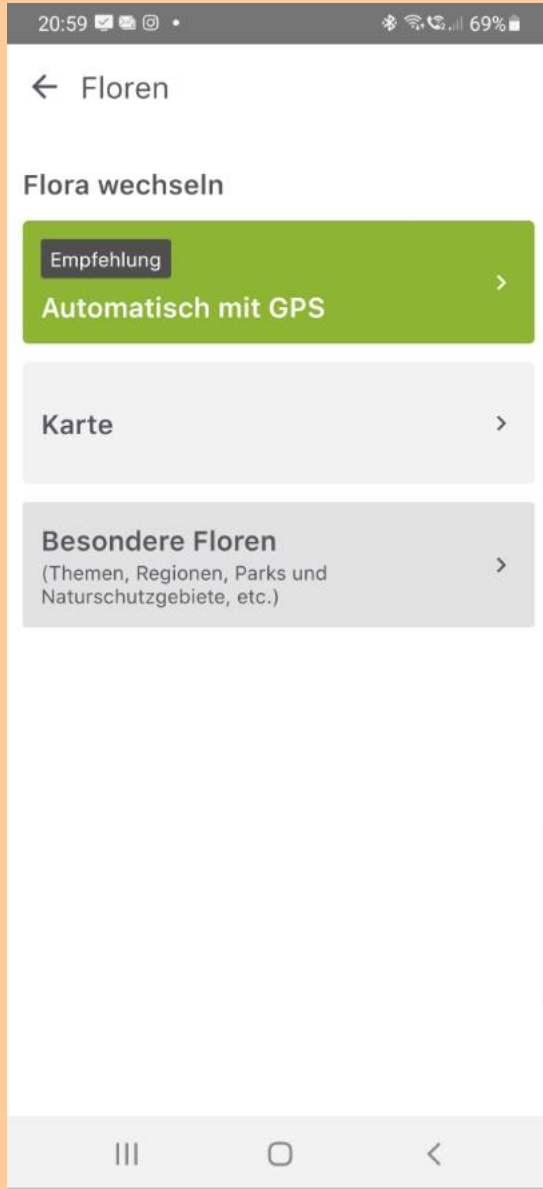 20:59
69%
Floren
Flora wechseln
Empfehlung
Automatisch mit GPS
Karte
Besondere Floren
(Themen, Regionen, Parks und
Naturschutzgebiete, etc.)